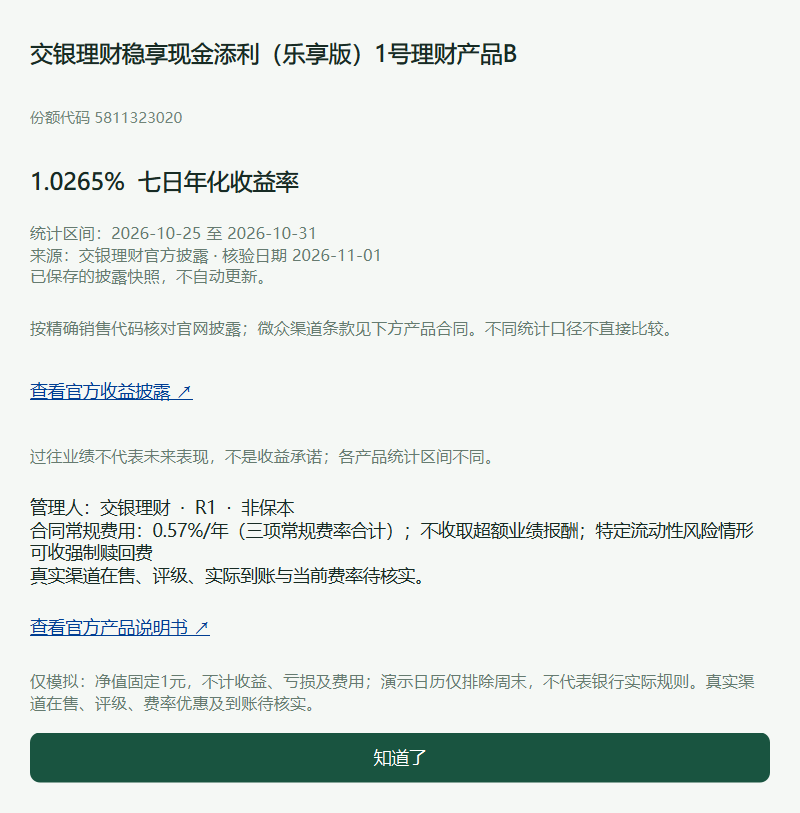 交银理财稳享现金添利（乐享版）1号理财产品B
份额代码 5811323020
1.0265% 七日年化收益率
统计区间：2026-10-25 至 2026-10-31
来源：交银理财官方披露 · 核验日期 2026-11-01
已保存的披露快照，不自动更新。
按精确销售代码核对官网披露；微众渠道条款见下方产品合同。不同统计口径不直接比较。
查看官方收益披露 ↗
过往业绩不代表未来表现，不是收益承诺；各产品统计区间不同。
管理人：交银理财 · R1 · 非保本
合同常规费用：0.57%/年（三项常规费率合计）；不收取超额业绩报酬；特定流动性风险情形
可收强制赎回费
真实渠道在售、评级、实际到账与当前费率待核实。
查看官方产品说明书 ↗
仅模拟：净值固定1元，不计收益、亏损及费用；演示日历仅排除周末，不代表银行实际规则。真实渠
道在售、评级、费率优惠及到账待核实。
知道了